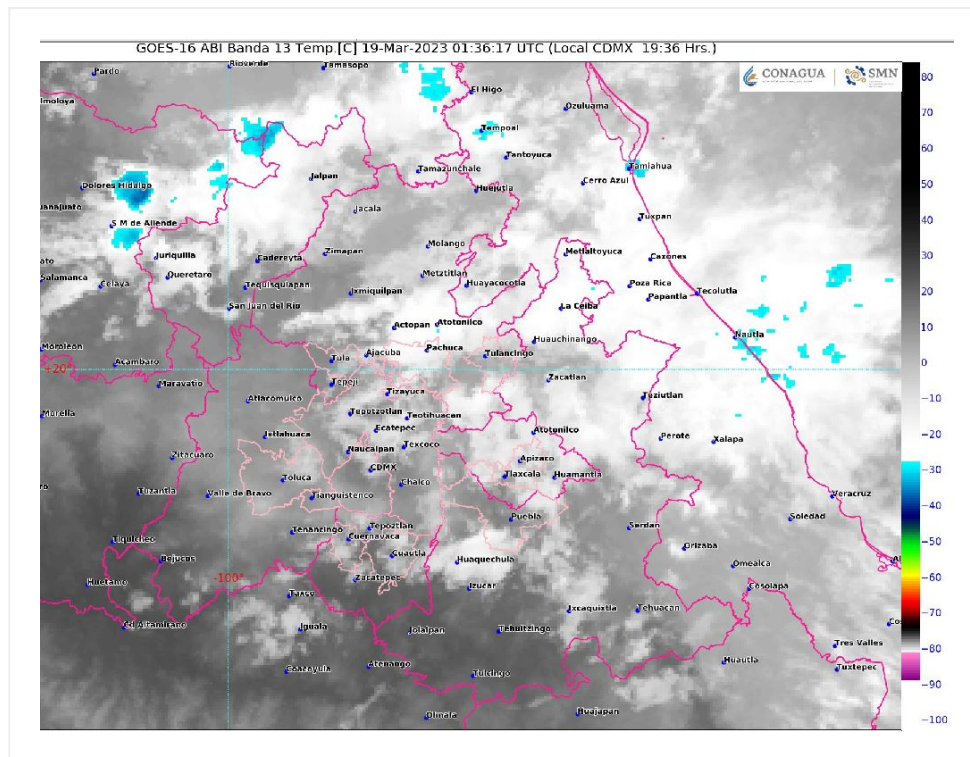 GOES-16 ABI Banda 13 Temp.[C] 19-Mar-2023 01:36:17 UTC (Local CDMX 19:36 Hrs.)
CONAGUA SMN
Pardo Rioverde Tamasopo
El Higo
Ozuluama
Tempoal
Tantoyuca
Tamazunchale Tamiahua
Jalpan Cerro Azul
Dolores Hidalgo Huejutla
Jacala
Tuxpan
S M de Allende
Molango
Juriquilla Cadereyta Zimapan Metlaltoyuca Cazones
Salamanca Queretaro Metztitlan
Celaya Tequisquiapan Ixmiquilpan Huayacocotla Poza Rica Tecolutla
Papantla
San Juan del Rio La Ceiba
Actopan Atotonilco
Nautla
Moroleon Pachuca Huauchinango
Acambaro Tula Ajacuba Tulancingo
+20°
Maravatio Tepeji Zacatlan
Atlacomulco Tizayuca Teziutlan
Morelia Tepotzotlan Teotihuacan
Ecatepec Atotonilco
Ixtlahuaca Texcoco Perote Xalapa
Zitacuaro Naucalpan Apizaco
CDMX
Toluca Chalco Tlaxcala Huamantla
Tuzantla Valle de Bravo Tianguistenco Veracruz
Puebla Soledad
Tenancingo Tepoztlan Serdan
Tiquicheo Cuernavaca
Cuautla Orizaba
Bejucos Huaquechula Omealca
-100°
Huetamo Zacatepec Izucar Cosolapa
Taxco
Ixcaquixtla Tehuacan
Cd Altamirano Iguala Jolalpan Tehuitzingo
Tres Valles
Coacoyula Atenango Tulcingo Huautla Tuxtepec
Olinala Huajapan
80
70
60
50
40
30
20
10
0
−10
−20
−30
−40
−50
−60
−70
−80
−90
−100